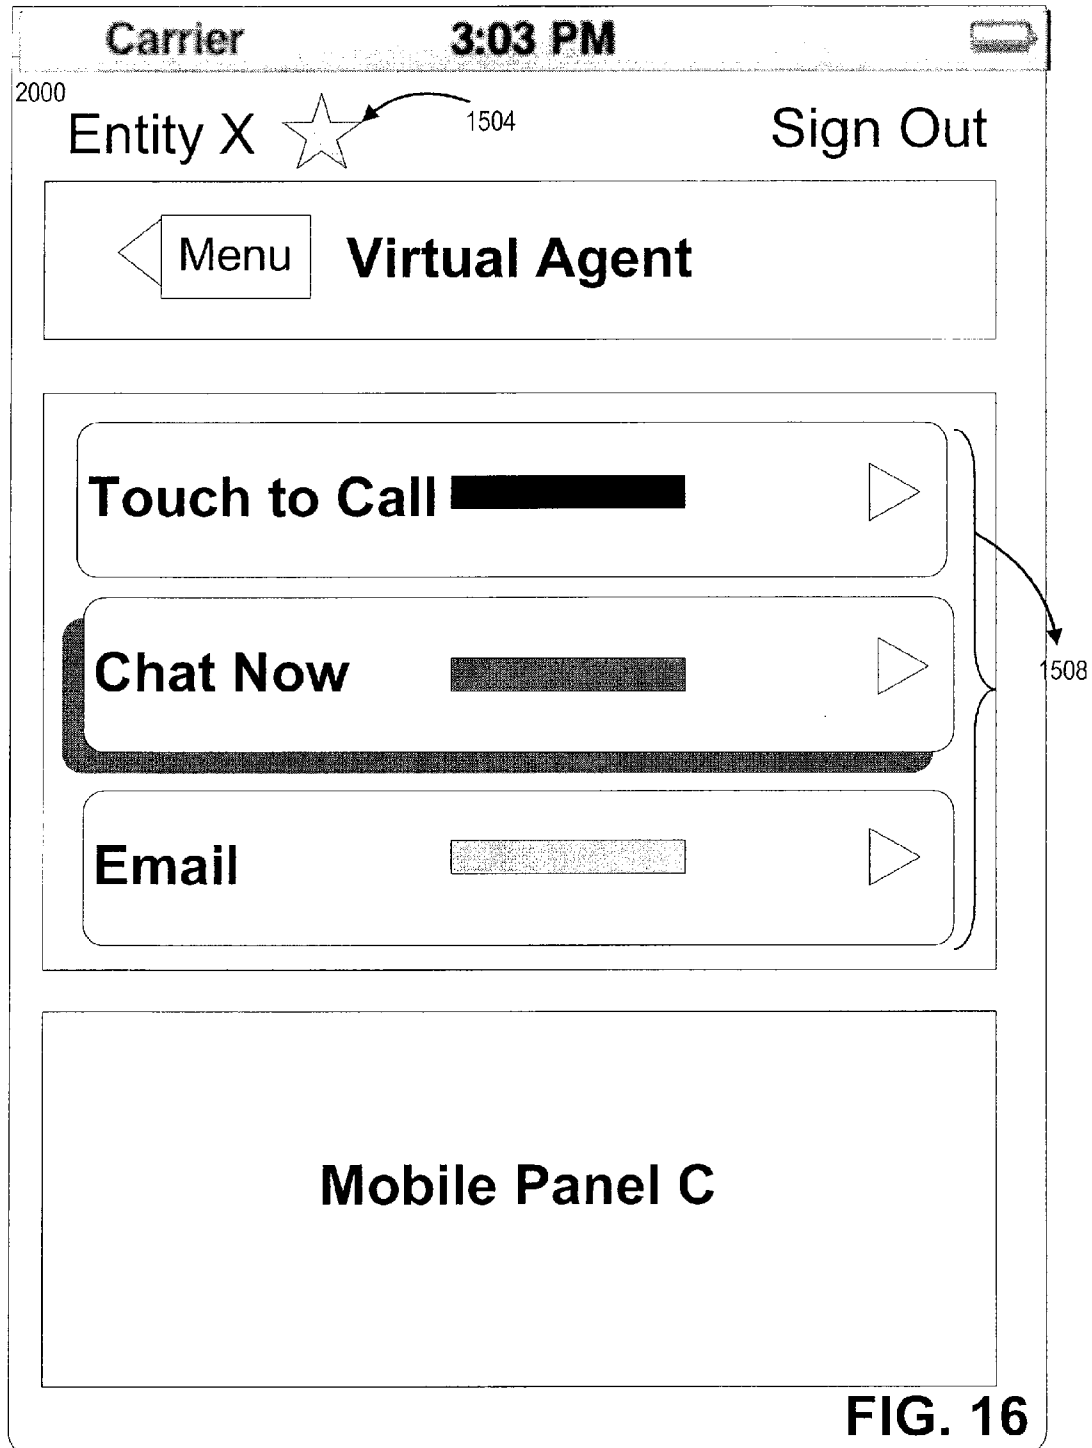 Carrier 3:03 PM
2000
Entity X 1504 Sign Out
Menu Virtual Agent
Touch to Call
Chat Now
1508
Email
Mobile Panel C
FIG. 16